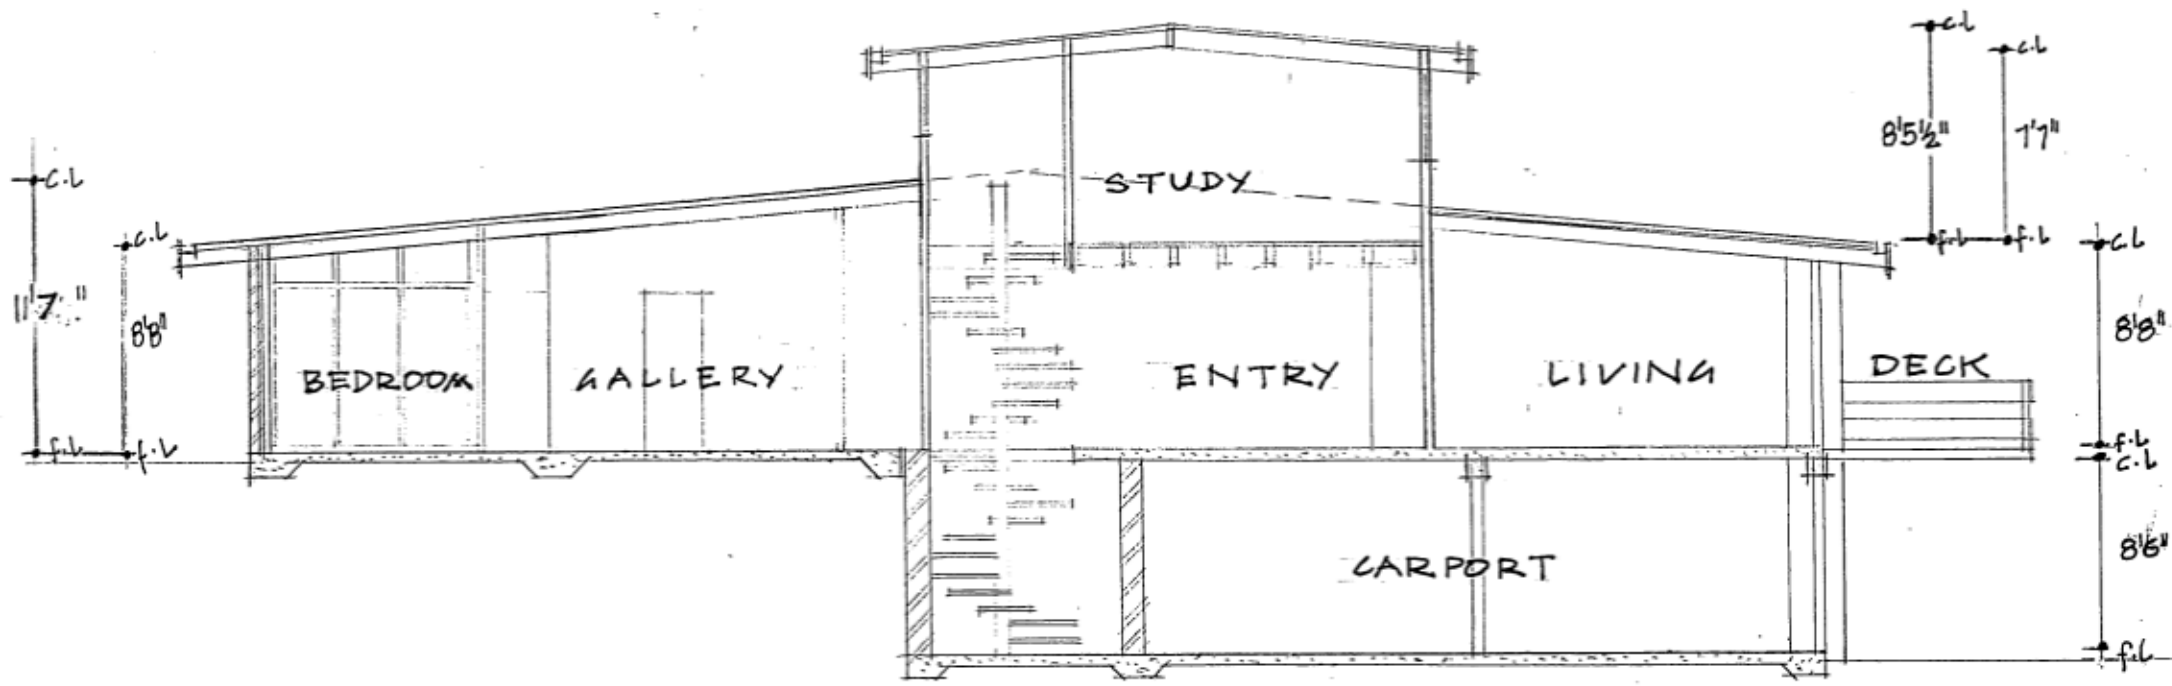 c.L
c.L
8'5½"
7'7"
STUDY
C.L
c.L
c.L
f.L
f.L
11'7"
8'8"
8'8"
BEDROOM
GALLERY
ENTRY
LIVING
DECK
f.L
f.L
f.L
c.L
8'6"
CARPORT
f.L